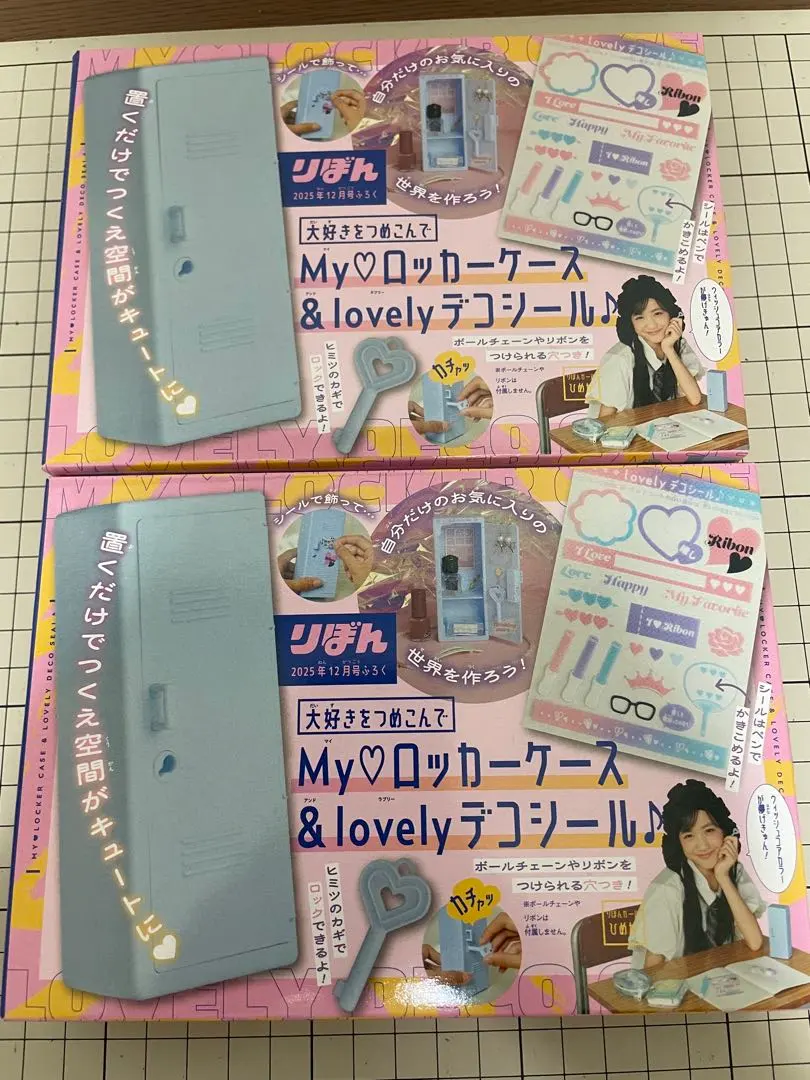 MY♥LOCKER CASE
置くだけでつくえ空間がキュートに♡
シールで飾って…
自分だけのお気に入りの
世界を作ろう!
りぼん
2025年12月号ふろく
大好きをつめこんで
My♡ロッカーケース
&lovelyデコシール♪
ヒミツのカギで
ロックできるよ!
カチャッ
ボールチェーンやリボンを
つけられる穴つき!
※ボールチェーンや
リボンは
付属しません。
lovelyデコシール♪
Ribon
I Love
Love Happy My Favorite
I♥Ribon
シールはペンで
かきこめるよ!
LOVELY DECO
MY♥LOCKER CASE & LOVELY DECO SEAL
置くだけでつくえ空間がキュートに♡
シールで飾って…
自分だけのお気に入りの
世界を作ろう!
りぼん
2025年12月号ふろく
大好きをつめこんで
My♡ロッカーケース
&lovelyデコシール♪
ヒミツのカギで
ロックできるよ!
カチャッ
ボールチェーンやリボンを
つけられる穴つき!
※ボールチェーンや
リボンは
付属しません。
lovelyデコシール♪
Ribon
I Love
Love Happy My Favorite
I♥Ribon
シールはペンで
かきこめるよ!
MY♥LOCKER CASE & LOVELY DECO SEAL
LOVELY DECO